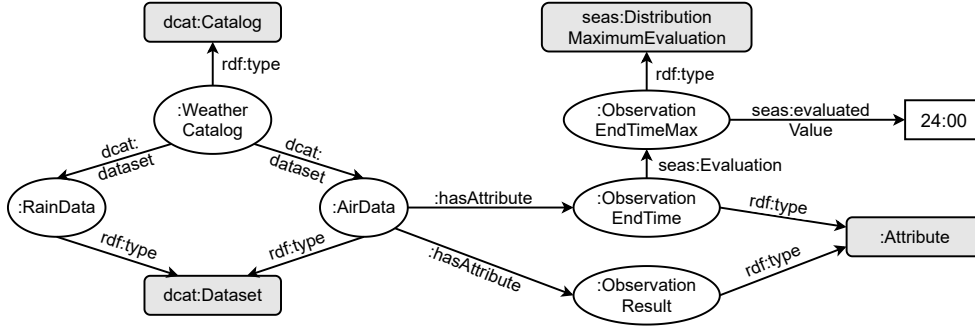 dcat:Catalog
seas:Distribution
MaximumEvaluation
rdf:type
rdf:type
:Weather
Catalog
:Observation
EndTimeMax
seas:evaluated
Value
24:00
dcat:
dataset
dcat:
dataset
seas:Evaluation
:RainData
:AirData
:hasAttribute
:Observation
EndTime
rdf:type
:Attribute
rdf:type
rdf:type
:hasAttribute
rdf:type
dcat:Dataset
:Observation
Result